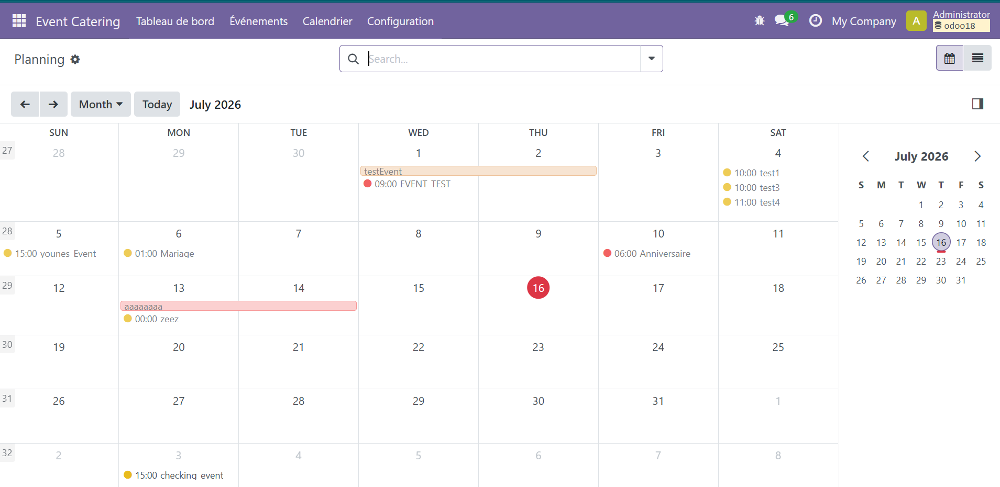 Event Catering Tableau de bord Événements Calendrier Configuration 6 My Company A Administrator
odoo18
Planning Search...
Month Today July 2026
SUN MON TUE WED THU FRI SAT
27 28 29 30 1 2 3 4
testEvent
09:00 EVENT TEST
10:00 test1
10:00 test3
11:00 test4
28 5 6 7 8 9 10 11
15:00 younes Event 01:00 Mariage 06:00 Anniversaire
29 12 13 14 15 16 17 18
aaaaaaaa
00:00 zeez
30 19 20 21 22 23 24 25
31 26 27 28 29 30 31 1
32 2 3 4 5 6 7 8
15:00 checking event
July 2026
S M T W T F S
1 2 3 4
5 6 7 8 9 10 11
12 13 14 15 16 17 18
19 20 21 22 23 24 25
26 27 28 29 30 31